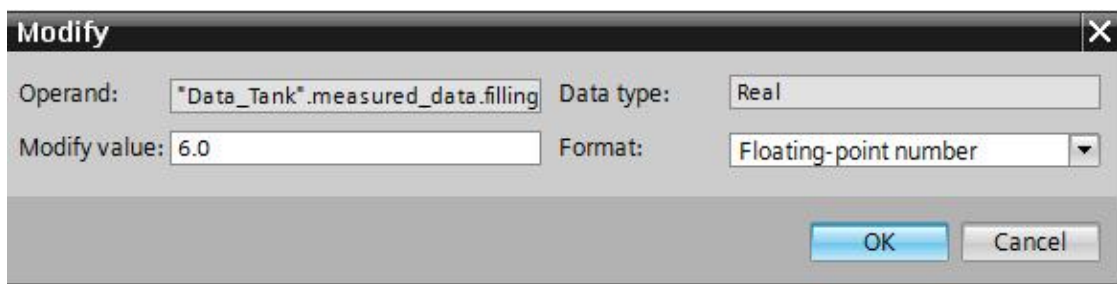 Modify
Operand: "Data_Tank".measured_data.filling Data type: Real
Modify value: 6.0 Format: Floating-point number
OK Cancel